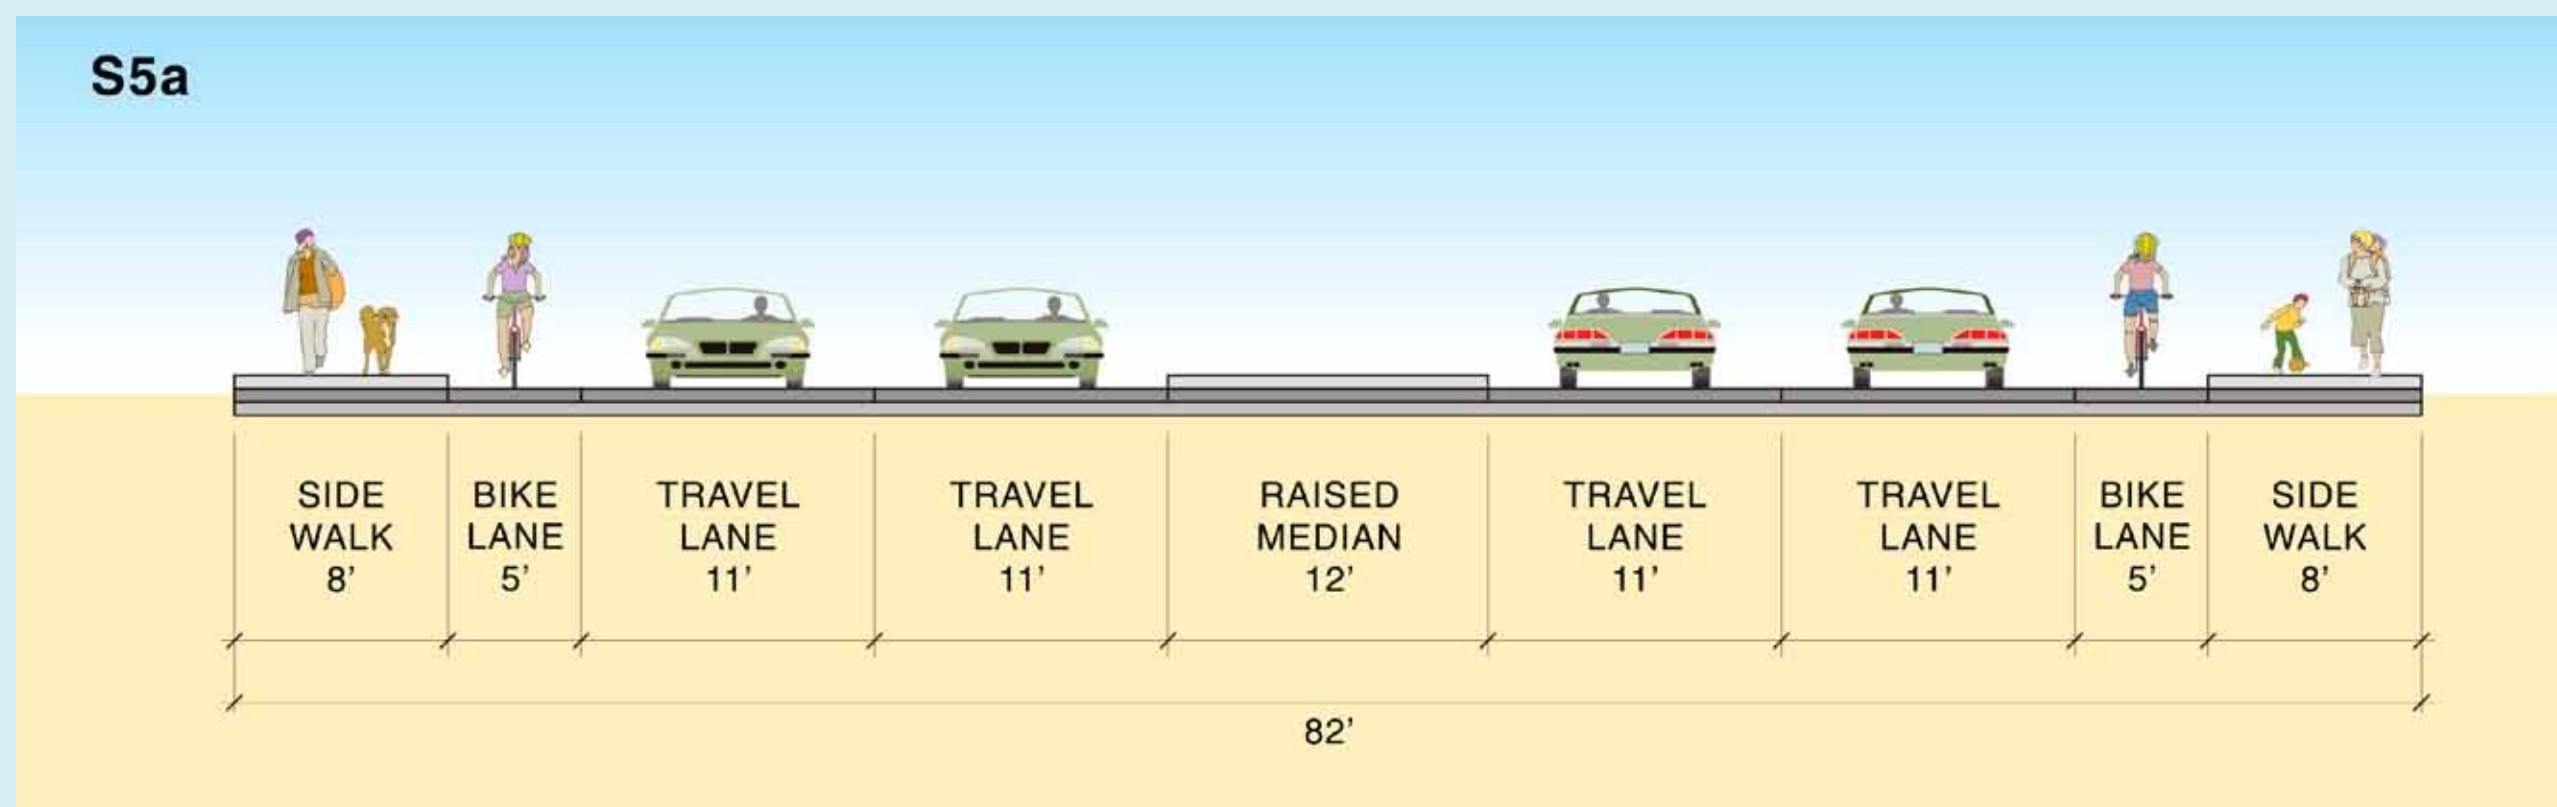 S5a
SIDE
WALK
8’
BIKE
LANE
5’
TRAVEL
LANE
11’
TRAVEL
LANE
11’
RAISED
MEDIAN
12’
TRAVEL
LANE
11’
TRAVEL
LANE
11’
BIKE
LANE
5’
SIDE
WALK
8’
82’